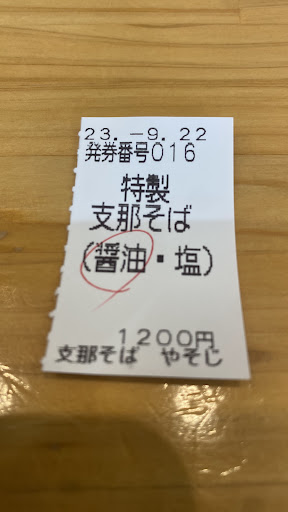 23.-9.22
発券番号016
特製
支那そば
(醤油・塩)
1200円
支那そば やそじ